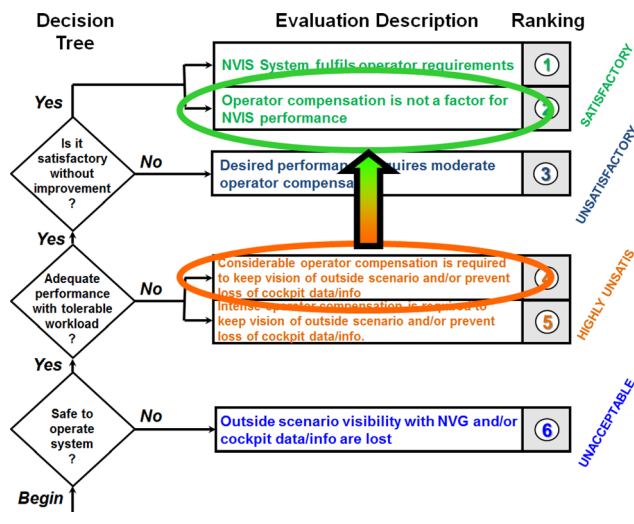 Decision
Tree
Evaluation Description
Ranking
NVIS System fulfils operator requirements
1
Operator compensation is not a factor for
NVIS performance
2
SATISFACTORY
Yes
Is it
satisfactory
without
improvement
?
No
Desired performance requires moderate
operator
3
UNSATISFACTORY
Yes
Adequate
performance
with tolerable
workload ?
No
Considerable operator compensation is required
to keep vision of outside scenario and/or prevent
loss of cockpit data/info
4
Intense operator compensation is required to
keep vision of outside scenario and/or prevent
loss of cockpit data/info.
5
HIGHLY UNSATIS
Yes
Safe to
operate
system
?
No
Outside scenario visibility with NVG and/or
cockpit data/info are lost
6
UNACCEPTABLE
Begin